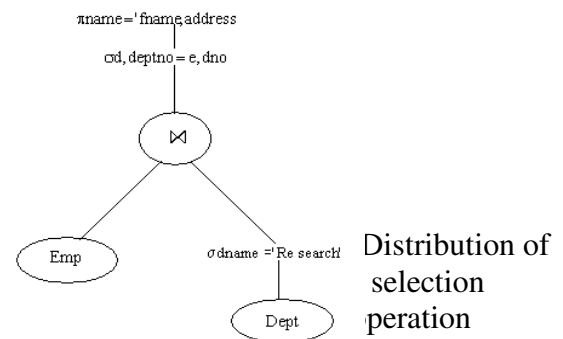 πname='fname,address
σd,deptno = e,dno
⋈
Emp
σdname ='Re search'
Dept
Distribution of
selection
peration